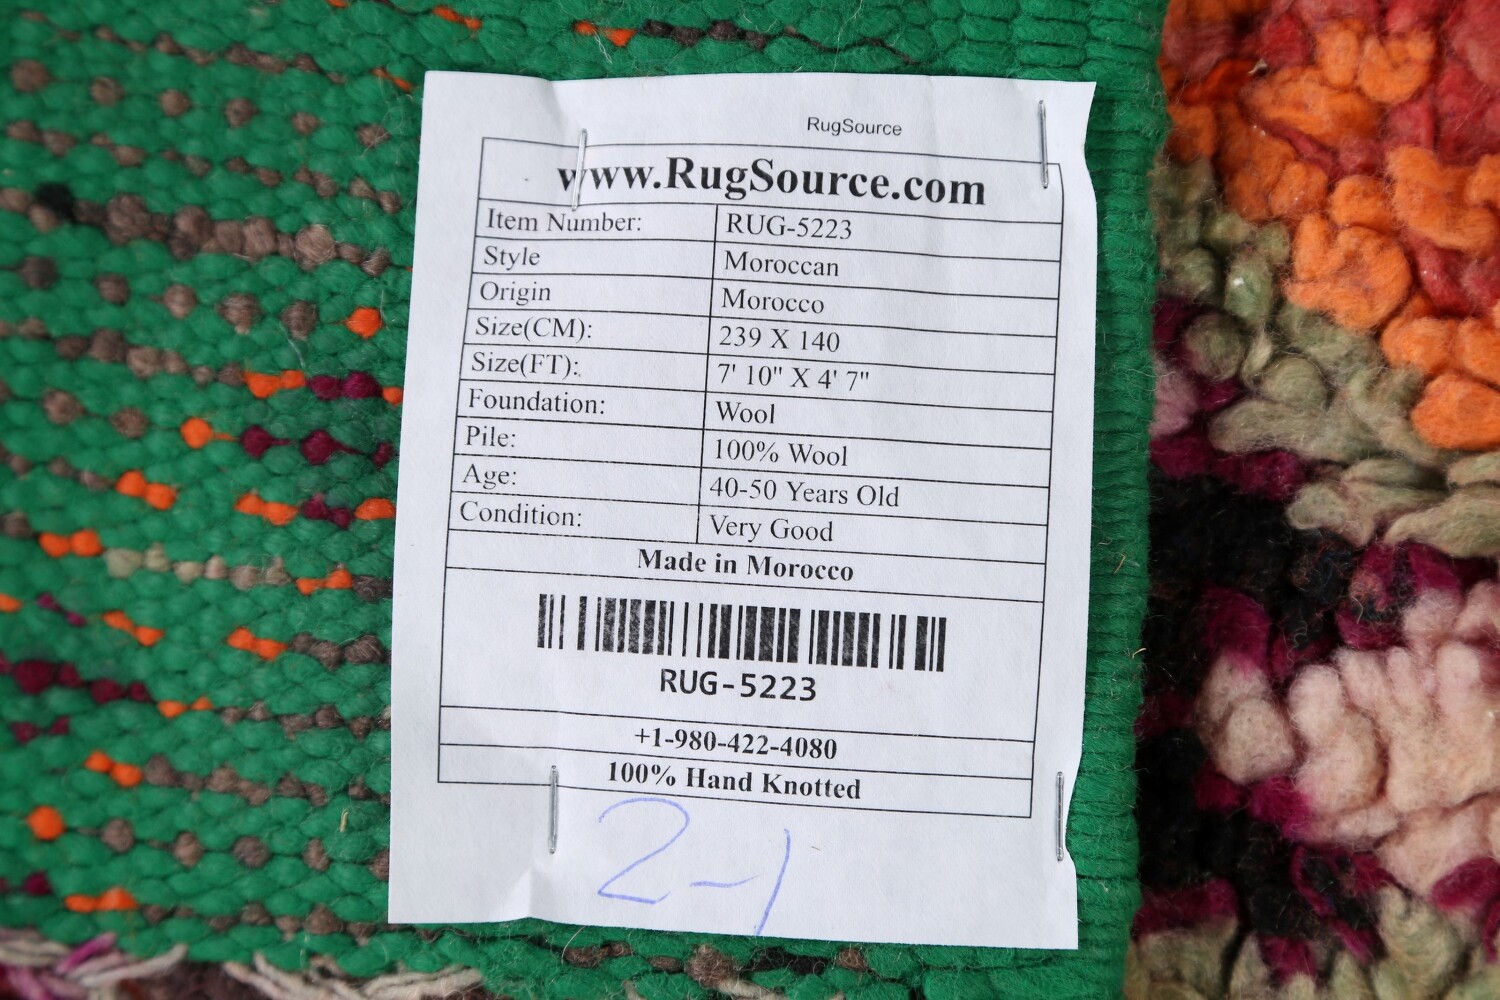 RugSource
www.RugSource.com
Item Number: RUG-5223
Style Moroccan
Origin Morocco
Size(CM): 239 X 140
Size(FT): 7' 10" X 4' 7"
Foundation: Wool
Pile: 100% Wool
Age: 40-50 Years Old
Condition: Very Good
Made in Morocco
RUG-5223
+1-980-422-4080
100% Hand Knotted
2-1